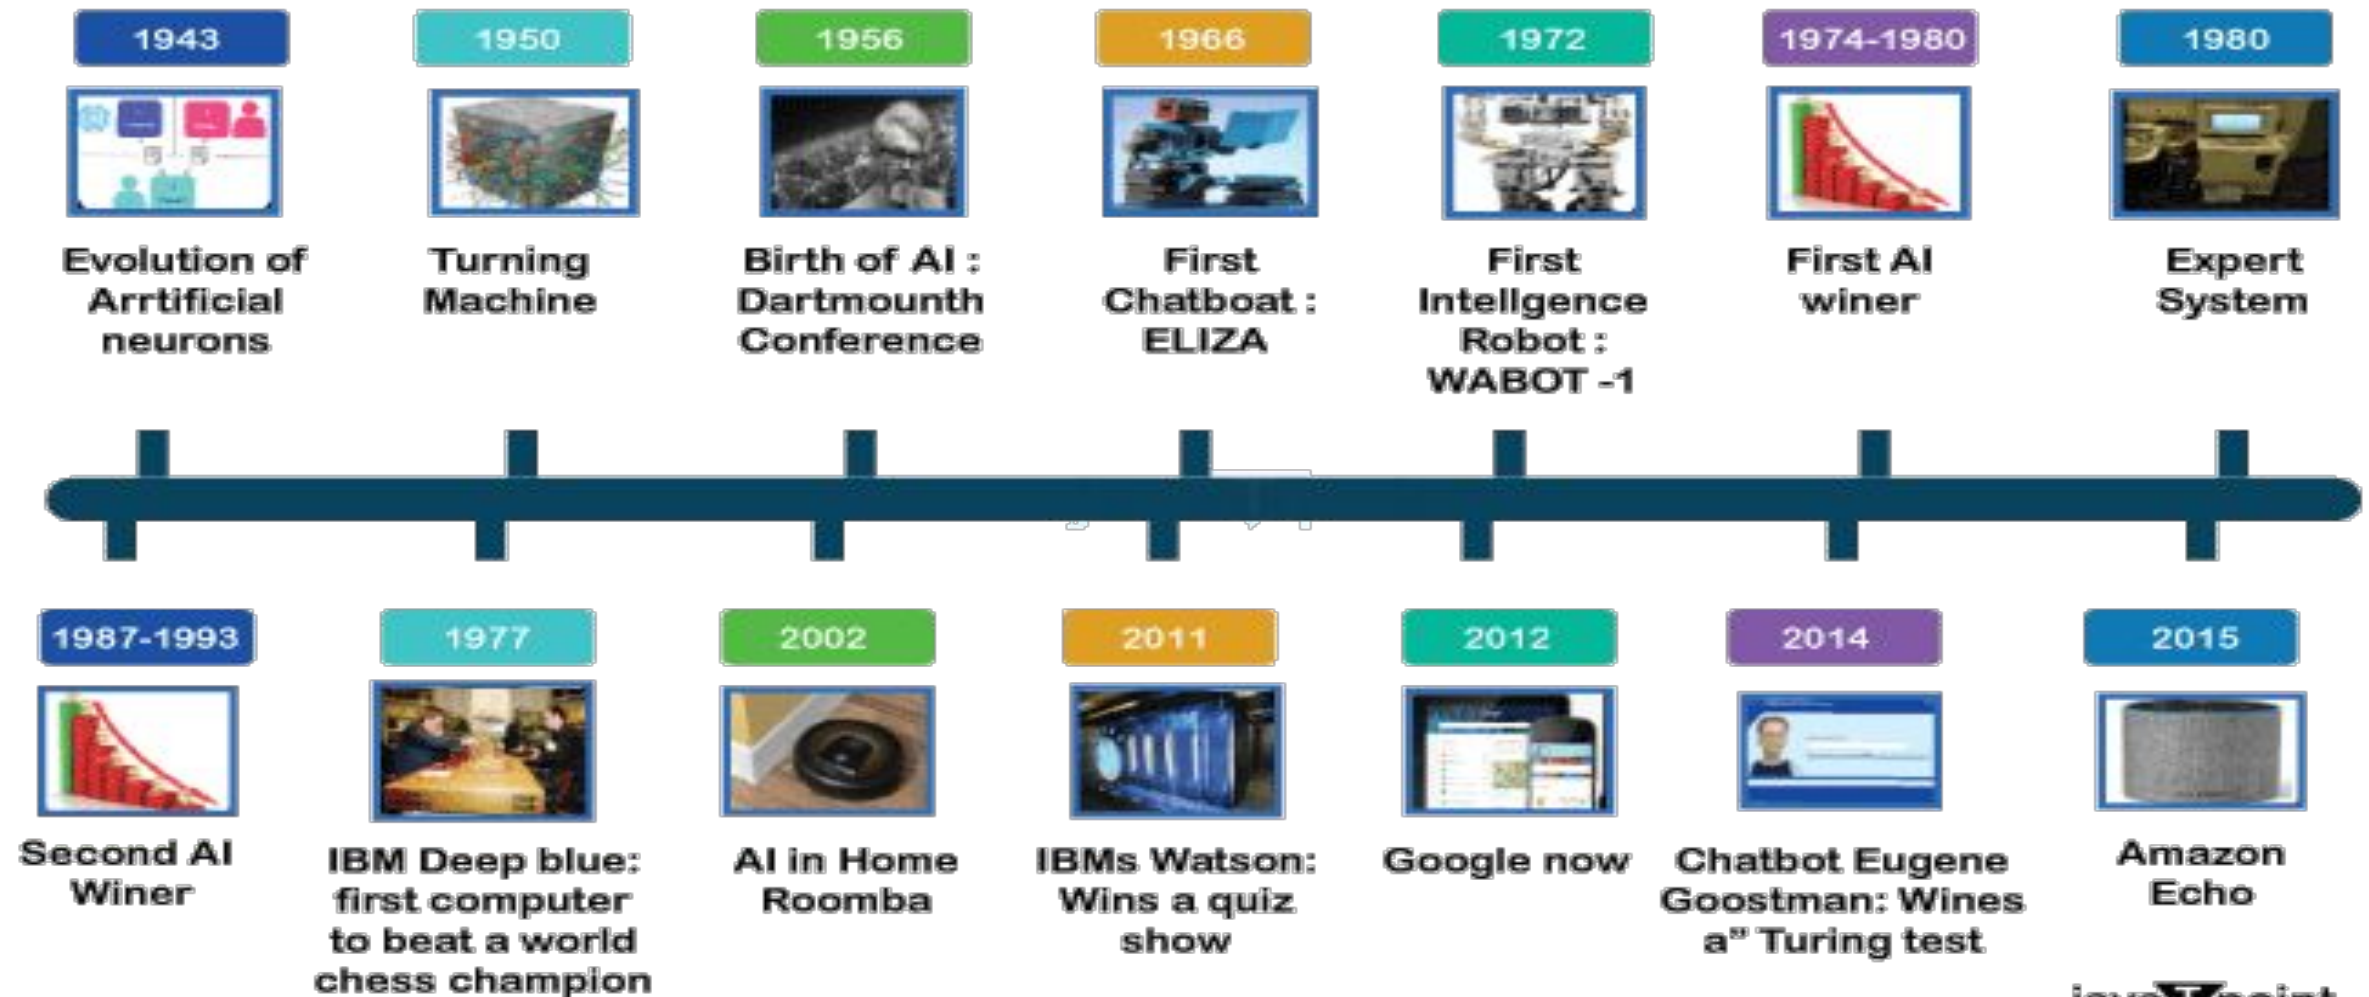 1943
1950
1956
1966
1972
1974-1980
1980
Evolution of
Arrtificial
neurons
Turning
Machine
Birth of AI :
Dartmounth
Conference
First
Chatboat :
ELIZA
First
Intellgence
Robot :
WABOT -1
First AI
winer
Expert
System
1987-1993
1977
2002
2011
2012
2014
2015
Second AI
Winer
IBM Deep blue:
first computer
to beat a world
chess champion
AI in Home
Roomba
IBMs Watson:
Wins a quiz
show
Google now
Chatbot Eugene
Goostman: Wines
a” Turing test
Amazon
Echo